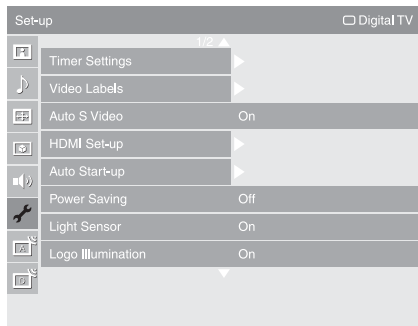 Set-up Digital TV
1/2
Timer Settings
Video Labels
Auto S Video On
HDMI Set-up
Auto Start-up
Power Saving Off
Light Sensor On
Logo Illumination On
A
D